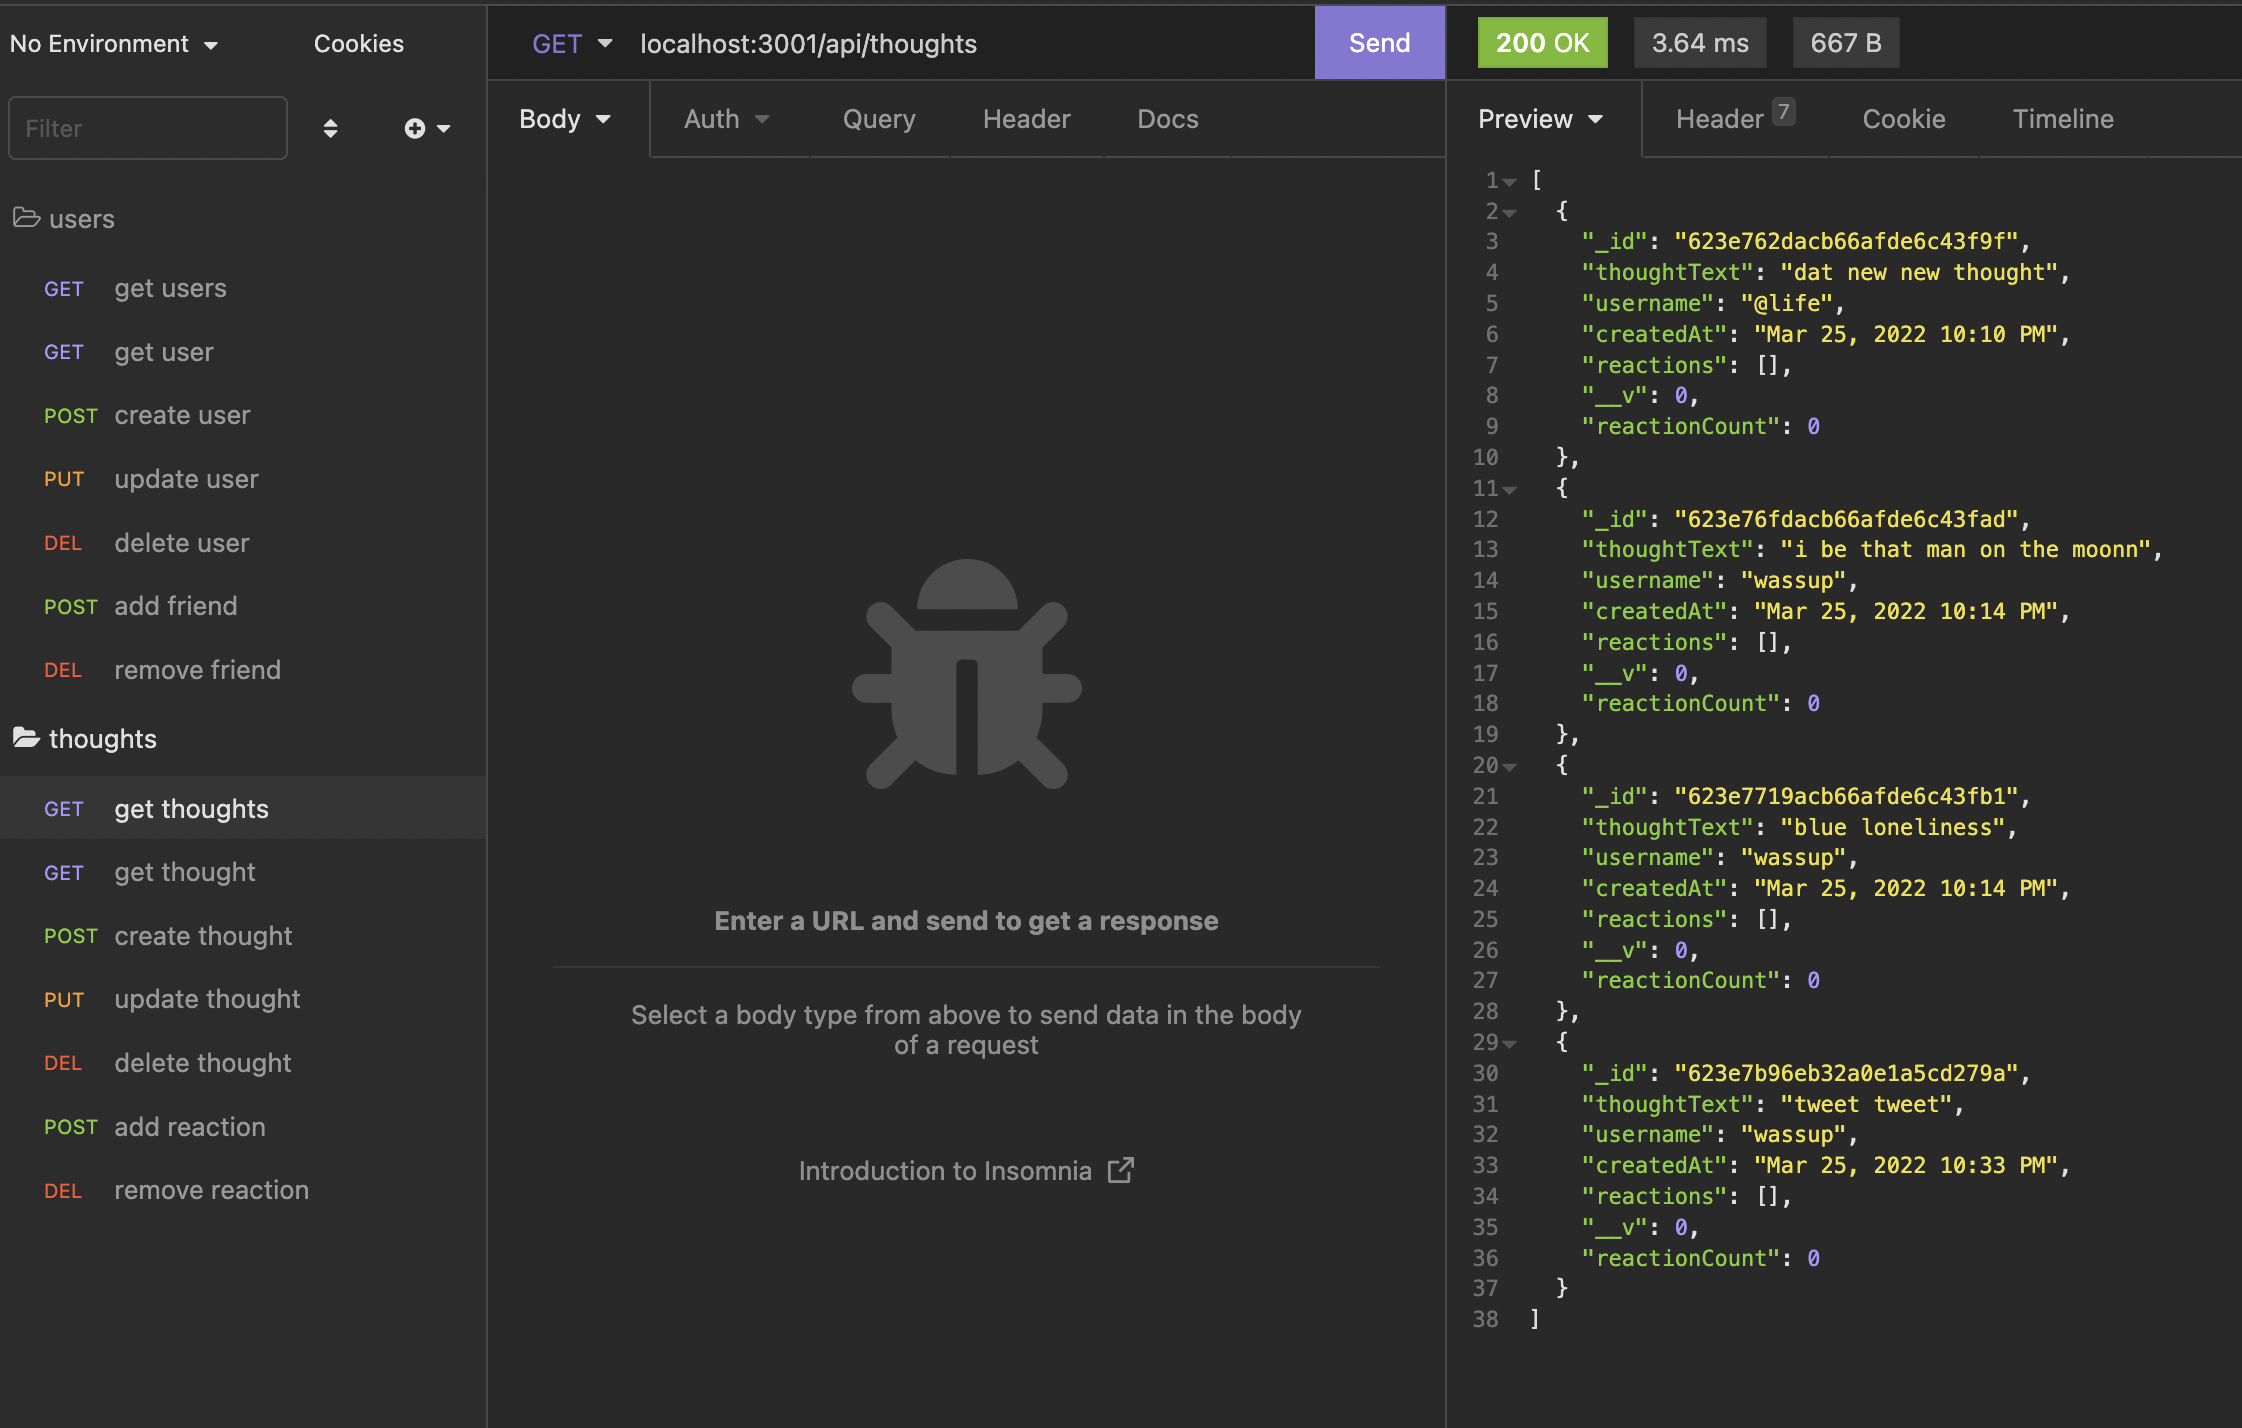 No Environment
Cookies
Filter
users
GET get users
GET get user
POST create user
PUT update user
DEL delete user
POST add friend
DEL remove friend
thoughts
GET get thoughts
GET get thought
POST create thought
PUT update thought
DEL delete thought
POST add reaction
DEL remove reaction
GET localhost:3001/api/thoughts Send
Body Auth Query Header Docs
Enter a URL and send to get a response
Select a body type from above to send data in the body
of a request
Introduction to Insomnia
200 OK 3.64 ms 667 B
Preview Header 7 Cookie Timeline
1 [
2 {
3 "_id": "623e762dacb66afde6c43f9f",
4 "thoughtText": "dat new new thought",
5 "username": "@life",
6 "createdAt": "Mar 25, 2022 10:10 PM",
7 "reactions": [],
8 "__v": 0,
9 "reactionCount": 0
10 },
11 {
12 "_id": "623e76fdacb66afde6c43fad",
13 "thoughtText": "i be that man on the moonn",
14 "username": "wassup",
15 "createdAt": "Mar 25, 2022 10:14 PM",
16 "reactions": [],
17 "__v": 0,
18 "reactionCount": 0
19 },
20 {
21 "_id": "623e7719acb66afde6c43fb1",
22 "thoughtText": "blue loneliness",
23 "username": "wassup",
24 "createdAt": "Mar 25, 2022 10:14 PM",
25 "reactions": [],
26 "__v": 0,
27 "reactionCount": 0
28 },
29 {
30 "_id": "623e7b96eb32a0e1a5cd279a",
31 "thoughtText": "tweet tweet",
32 "username": "wassup",
33 "createdAt": "Mar 25, 2022 10:33 PM",
34 "reactions": [],
35 "__v": 0,
36 "reactionCount": 0
37 }
38 ]